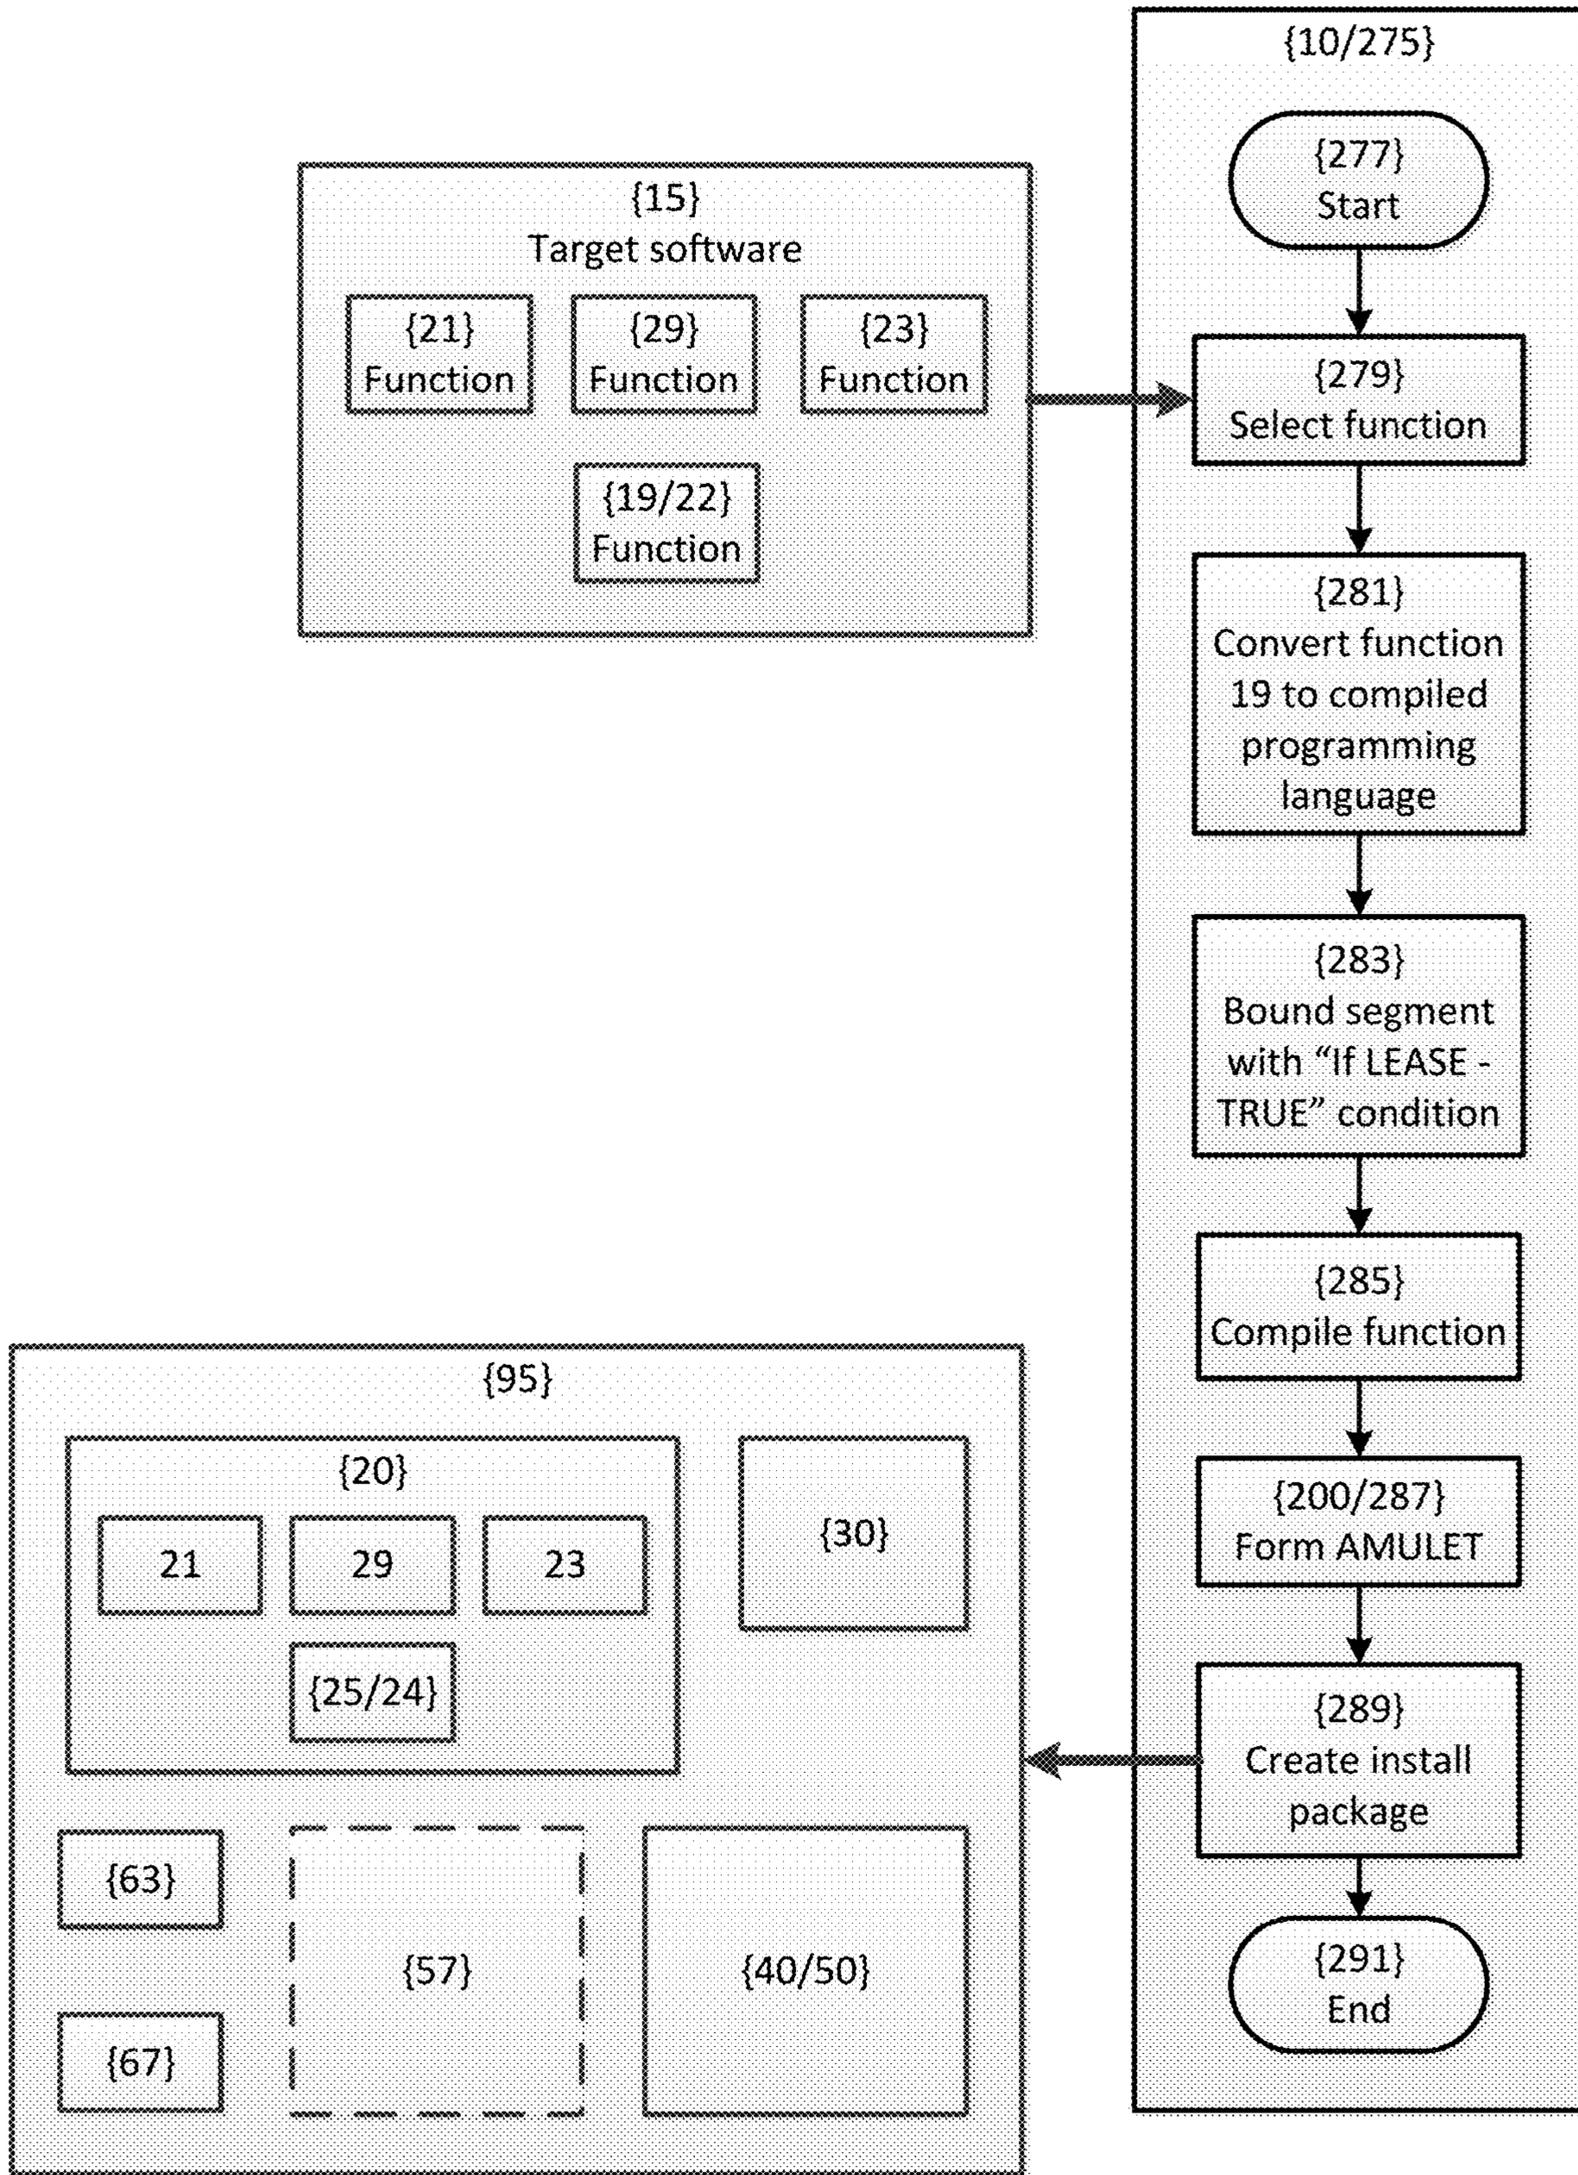 {10/275}
{277}
Start
{15}
Target software
{21}
Function
{29}
Function
{23}
Function
{19/22}
Function
{279}
Select function
{281}
Convert function
19 to compiled
programming
language
{283}
Bound segment
with “If LEASE -
TRUE” condition
{285}
Compile function
{200/287}
Form AMULET
{289}
Create install
package
{291}
End
{95}
{20}
21
29
23
{25/24}
{30}
{63}
{57}
{40/50}
{67}